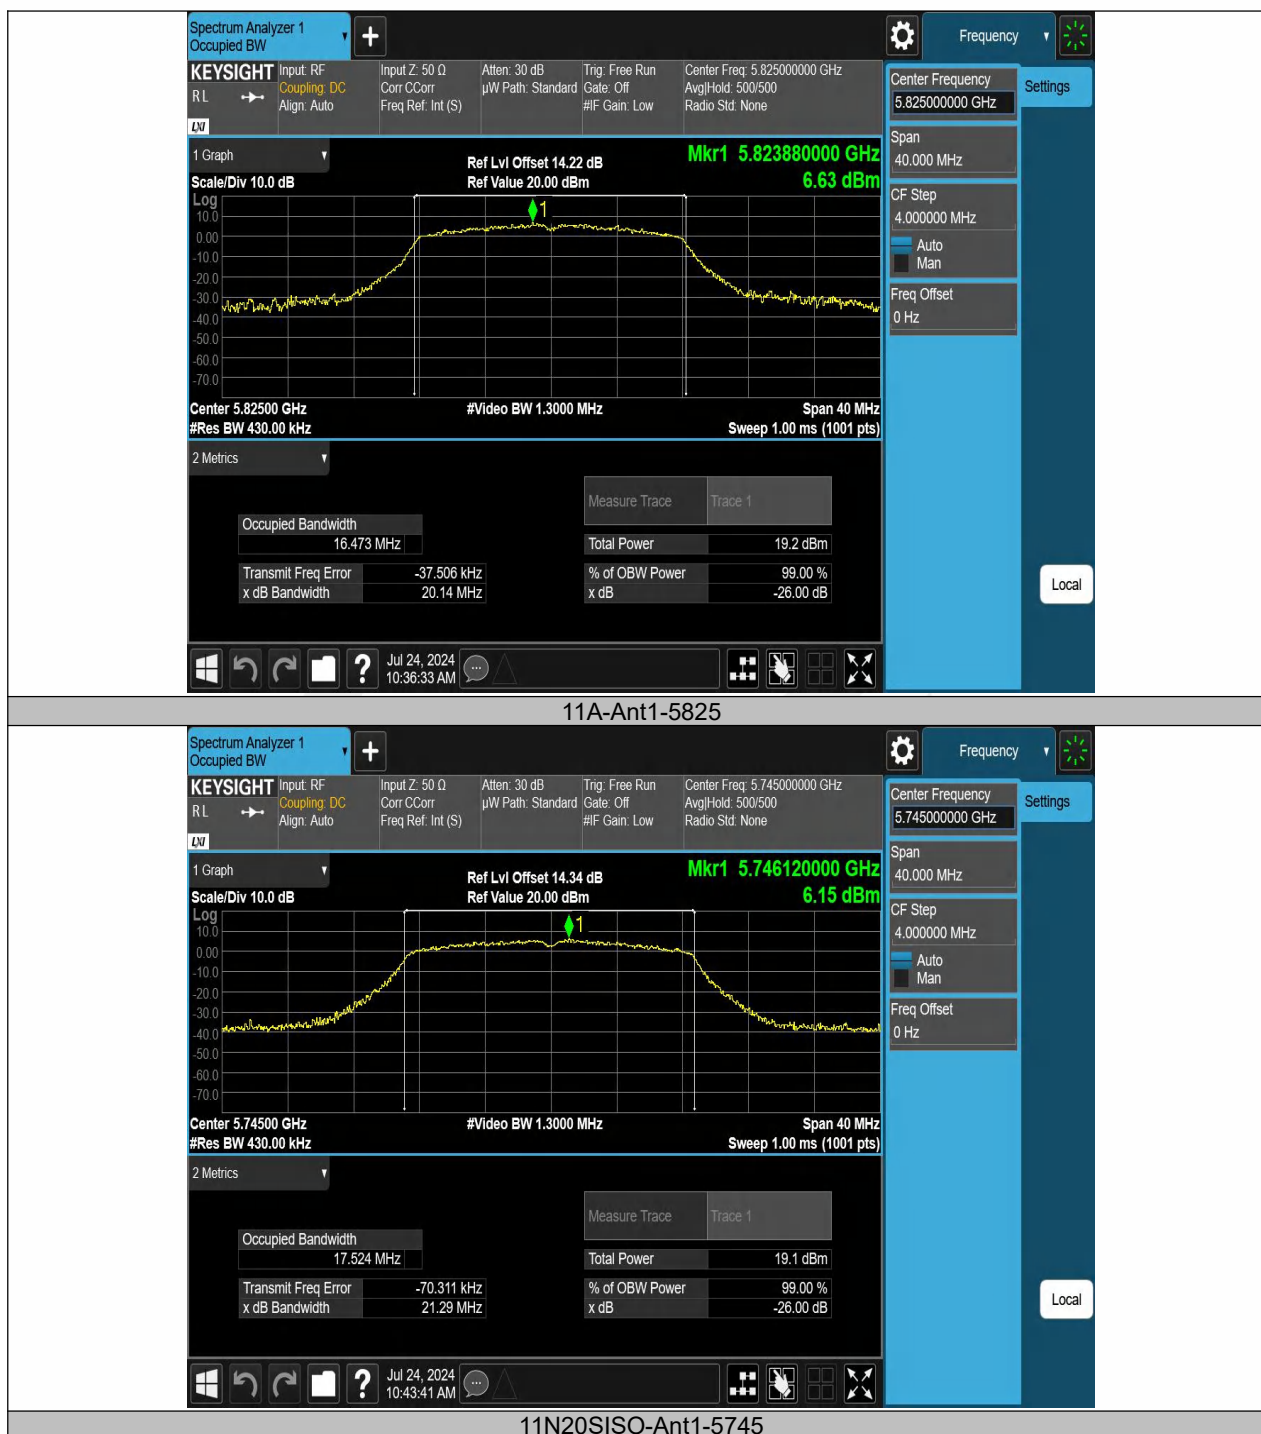 Spectrum Analyzer 1
Occupied BW
+
Frequency
KEYSIGHT
Input: RF
Input Z: 50 Ω
Atten: 30 dB
Trig: Free Run
Center Freq: 5.825000000 GHz
Coupling: DC
Corr CCorr
µW Path: Standard
Gate: Off
Avg|Hold: 500/500
RL
Align: Auto
Freq Ref: Int (S)
#IF Gain: Low
Radio Std: None
LXI
Center Frequency
5.825000000 GHz
Settings
Span
40.000 MHz
CF Step
4.000000 MHz
Auto
Man
Freq Offset
0 Hz
Local
1 Graph
Ref Lvl Offset 14.22 dB
Mkr1 5.823880000 GHz
Scale/Div 10.0 dB
Ref Value 20.00 dBm
6.63 dBm
Log
1
10.0
0.00
-10.0
-20.0
-30.0
-40.0
-50.0
-60.0
-70.0
Center 5.82500 GHz
#Video BW 1.3000 MHz
Span 40 MHz
#Res BW 430.00 kHz
Sweep 1.00 ms (1001 pts)
2 Metrics
Measure Trace
Trace 1
Occupied Bandwidth
16.473 MHz
Total Power
19.2 dBm
Transmit Freq Error
-37.506 kHz
% of OBW Power
99.00 %
x dB Bandwidth
20.14 MHz
x dB
-26.00 dB
?
Jul 24, 2024
10:36:33 AM
11A-Ant1-5825
Spectrum Analyzer 1
Occupied BW
+
Frequency
KEYSIGHT
Input: RF
Input Z: 50 Ω
Atten: 30 dB
Trig: Free Run
Center Freq: 5.745000000 GHz
Coupling: DC
Corr CCorr
µW Path: Standard
Gate: Off
Avg|Hold: 500/500
RL
Align: Auto
Freq Ref: Int (S)
#IF Gain: Low
Radio Std: None
LXI
Center Frequency
5.745000000 GHz
Settings
Span
40.000 MHz
CF Step
4.000000 MHz
Auto
Man
Freq Offset
0 Hz
Local
1 Graph
Ref Lvl Offset 14.34 dB
Mkr1 5.746120000 GHz
Scale/Div 10.0 dB
Ref Value 20.00 dBm
6.15 dBm
Log
1
10.0
0.00
-10.0
-20.0
-30.0
-40.0
-50.0
-60.0
-70.0
Center 5.74500 GHz
#Video BW 1.3000 MHz
Span 40 MHz
#Res BW 430.00 kHz
Sweep 1.00 ms (1001 pts)
2 Metrics
Measure Trace
Trace 1
Occupied Bandwidth
17.524 MHz
Total Power
19.1 dBm
Transmit Freq Error
-70.311 kHz
% of OBW Power
99.00 %
x dB Bandwidth
21.29 MHz
x dB
-26.00 dB
?
Jul 24, 2024
10:43:41 AM
11N20SISO-Ant1-5745